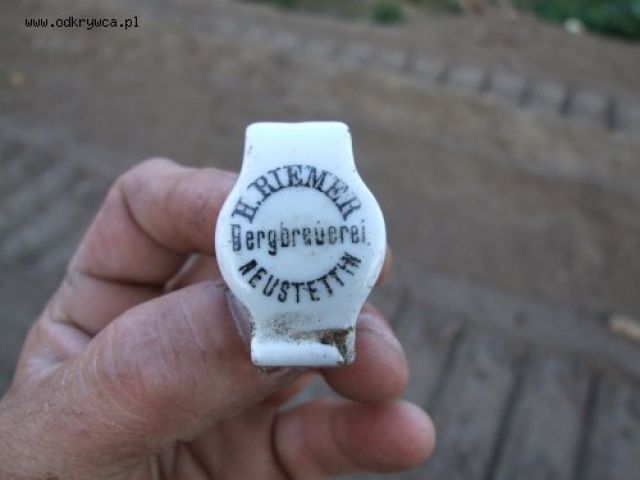 www.odkrywca.pl
H. RIEMER
Bergbrauerei
NEUSTETTIN